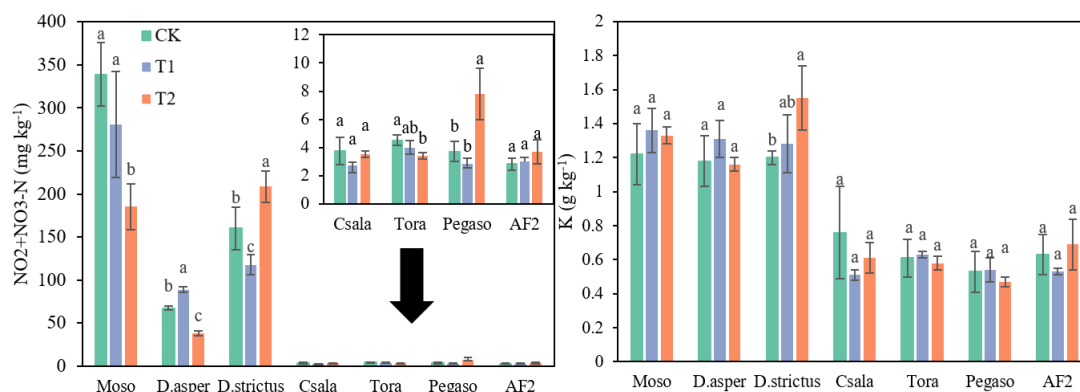 NO2+NO3-N (mg kg⁻¹)
400
350
300
250
200
150
100
50
0
CK
T1
T2
a
a
b
b
a
c
b
c
a
Moso D.asper D.strictus Csala Tora Pegaso AF2
12
10
8
6
4
2
0
a a a a ab b b b a a a a
Csala Tora Pegaso AF2
K (g kg⁻¹)
2
1.8
1.6
1.4
1.2
1
0.8
0.6
0.4
0.2
0
a a a a a a b ab a a a a a a a a a a a a a
Moso D.asper D.strictus Csala Tora Pegaso AF2